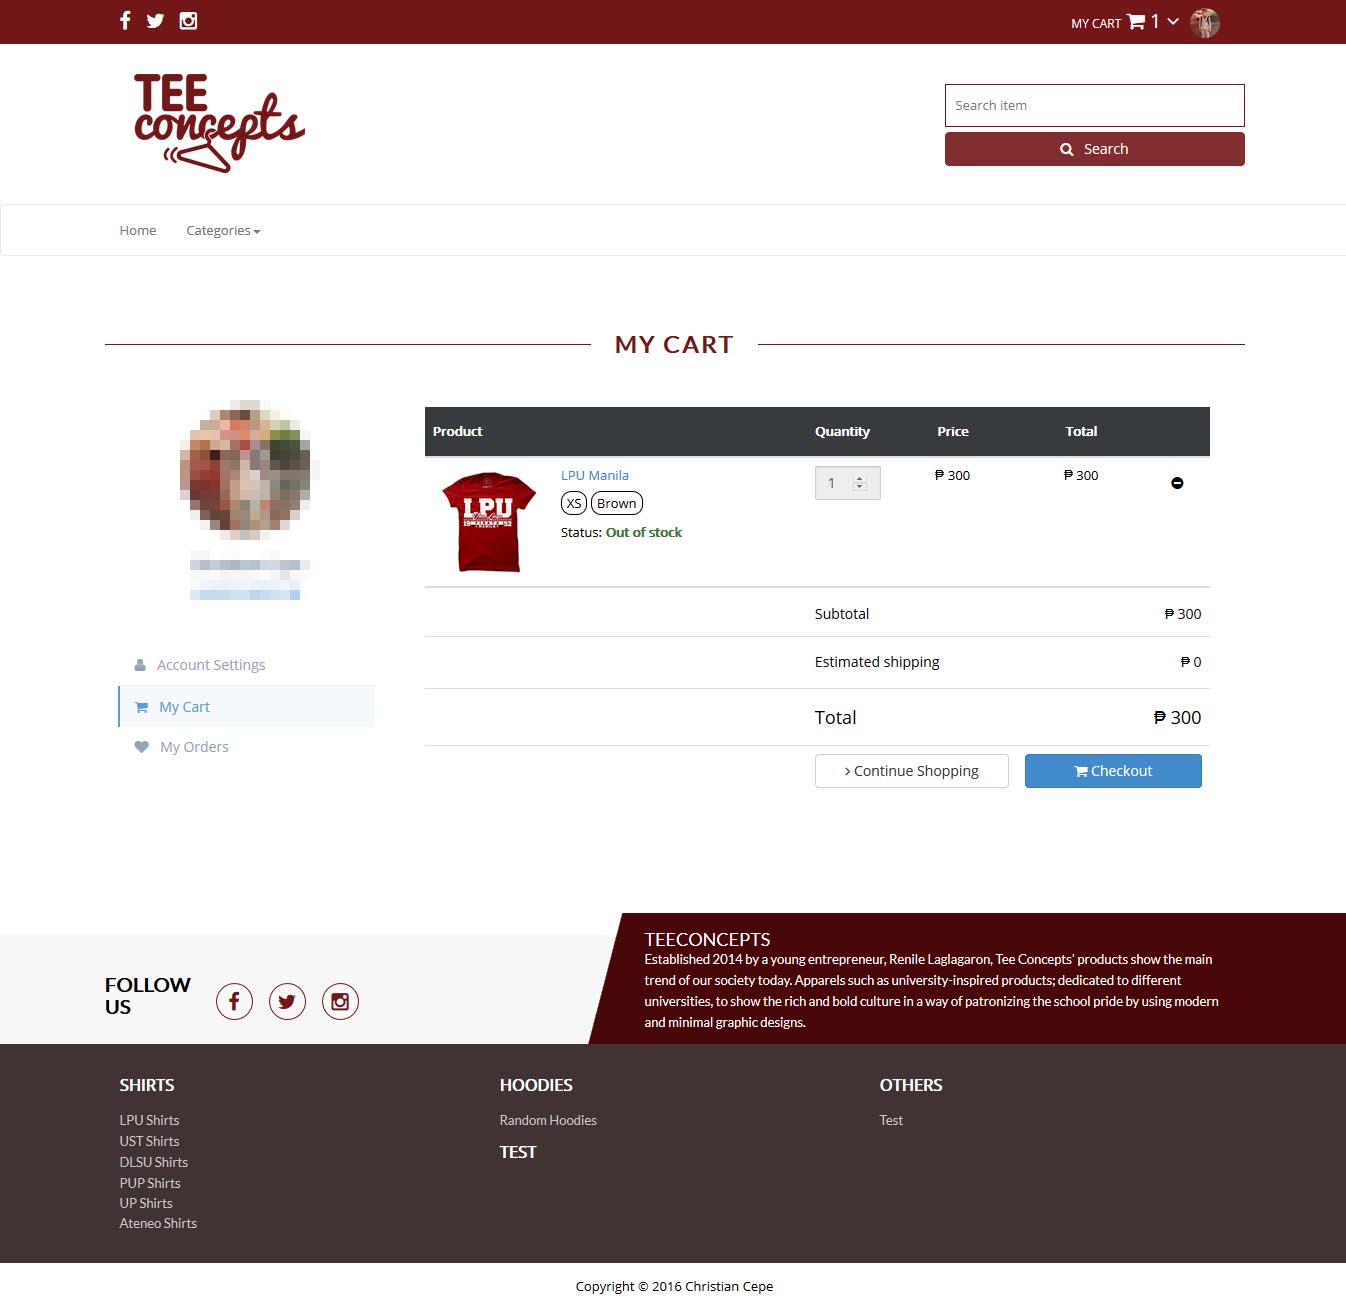 MY CART 1
TEE
concepts
Search item
Search
Home Categories
MY CART
Product Quantity Price Total
LPU Manila 1 ₱ 300 ₱ 300
XS Brown
Status: Out of stock
LPU
19 52
Subtotal ₱ 300
Estimated shipping ₱ 0
Total ₱ 300
Continue Shopping Checkout
Account Settings
My Cart
My Orders
FOLLOW
US
TEECONCEPTS
Established 2014 by a young entrepreneur, Renile Laglagaron, Tee Concepts' products show the main
trend of our society today. Apparels such as university-inspired products; dedicated to different
universities, to show the rich and bold culture in a way of patronizing the school pride by using modern
and minimal graphic designs.
SHIRTS
LPU Shirts
UST Shirts
DLSU Shirts
PUP Shirts
UP Shirts
Ateneo Shirts
HOODIES
Random Hoodies
TEST
OTHERS
Test
Copyright © 2016 Christian Cepe